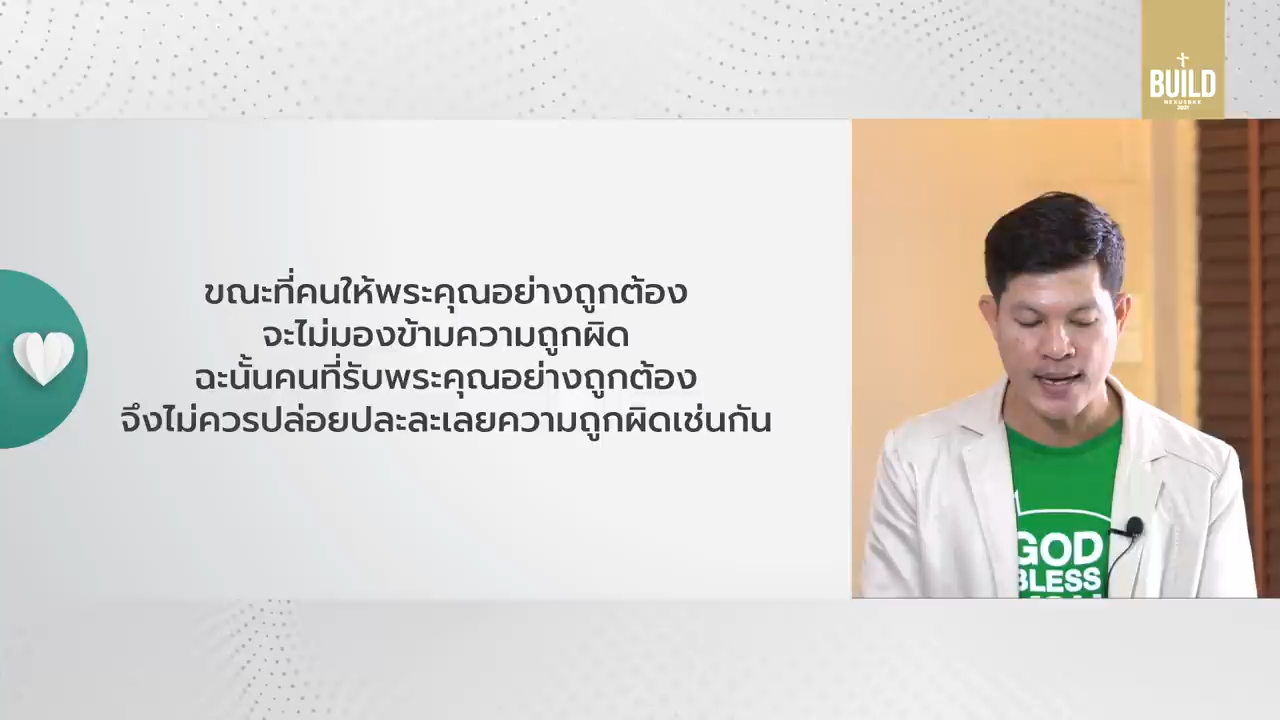 BUILD
NEXUSBKK
2021
ขณะที่คนให้พระคุณอย่างถูกต้อง
จะไม่มองข้ามความถูกผิด
ฉะนั้นคนที่รับพระคุณอย่างถูกต้อง
จึงไม่ควรปล่อยปละละเลยความถูกผิดเช่นกัน
GOD
BLESS